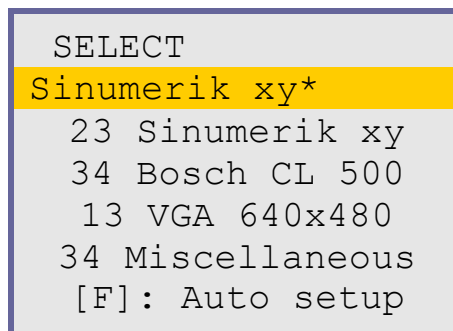 SELECT
Sinumerik xy*
23 Sinumerik xy
34 Bosch CL 500
13 VGA 640x480
34 Miscellaneous
[F]: Auto setup